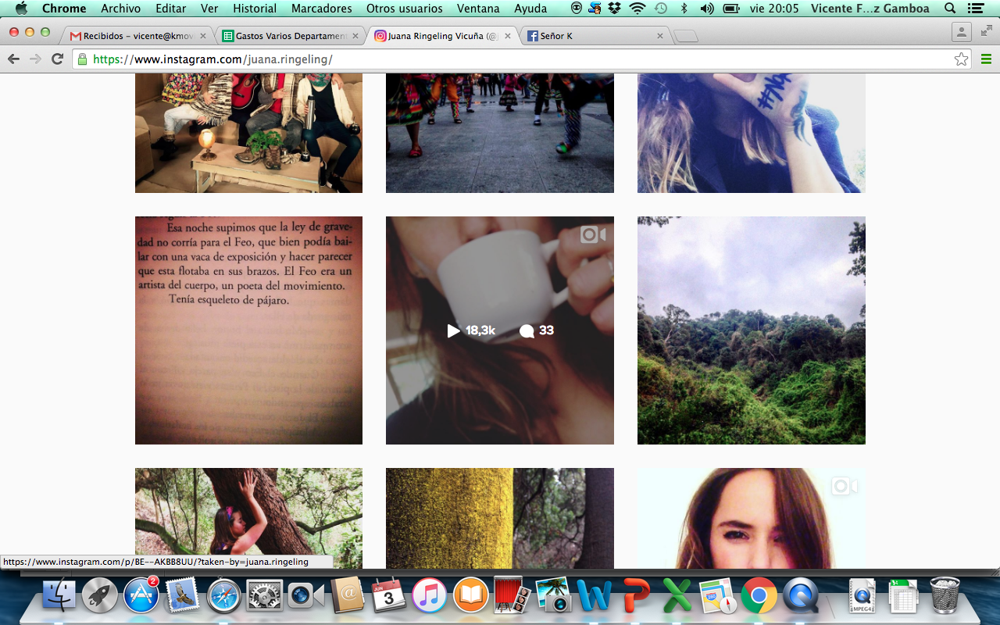 Chrome Archivo Editar Ver Historial Marcadores Otros usuarios Ventana Ayuda vie 20:05 Vicente F...z Gamboa
Recibidos – vicente@kmov Gastos Varios Departament Juana Ringeling Vicuña (@j Señor K
https://www.instagram.com/juana.ringeling/
Esa noche supimos que la ley de grave-
dad no corría para el Feo, que bien podía bai-
lar con una vaca de exposición y hacer parecer
que esta flotaba en sus brazos. El Feo era un
artista del cuerpo, un poeta del movimiento.
Tenía esqueleto de pájaro.
18,3k 33
https://www.instagram.com/p/BE--AKBB8UU/?taken-by=juana.ringeling
2
JUN
3
MPEG4